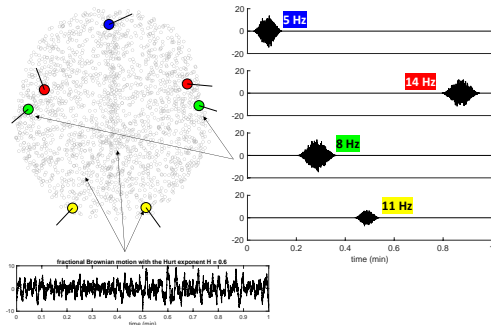 20
5 Hz
0
-20
20
14 Hz
0
-20
20
8 Hz
0
-20
20
11 Hz
0
-20
0 0.2 0.4 0.6 0.8 1
time (min)
fractional Brownian motion with the Hurt exponent H = 0.6
10
0
-10
0 0.1 0.2 0.3 0.4 0.5 0.6 0.7 0.8 0.9 1
time (min)